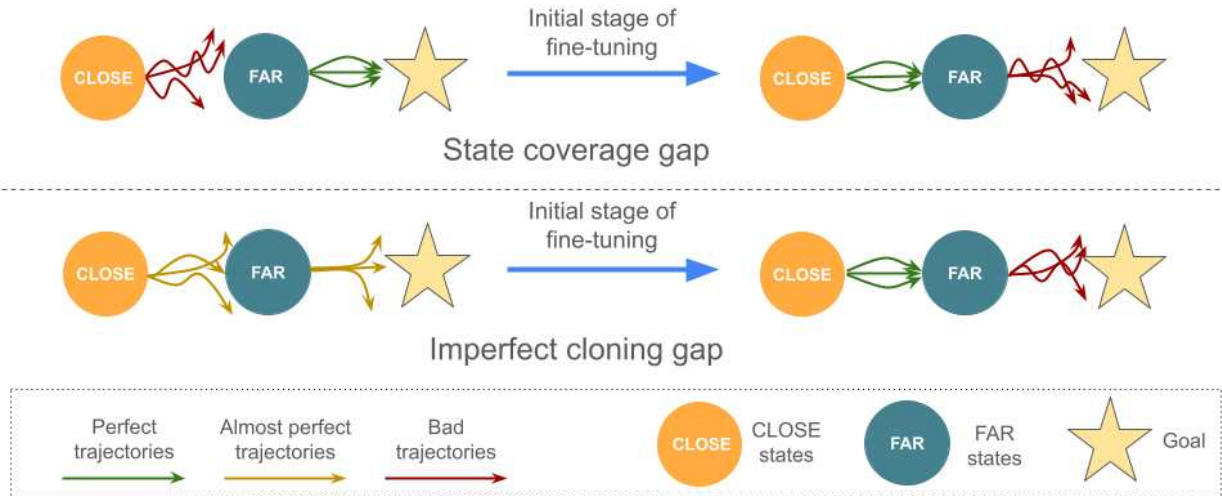 Initial stage of
fine-tuning
CLOSE
FAR
CLOSE
FAR
State coverage gap
Initial stage of
fine-tuning
CLOSE
FAR
CLOSE
FAR
Imperfect cloning gap
Perfect
trajectories
Almost perfect
trajectories
Bad
trajectories
CLOSE
CLOSE
states
FAR
FAR
states
Goal